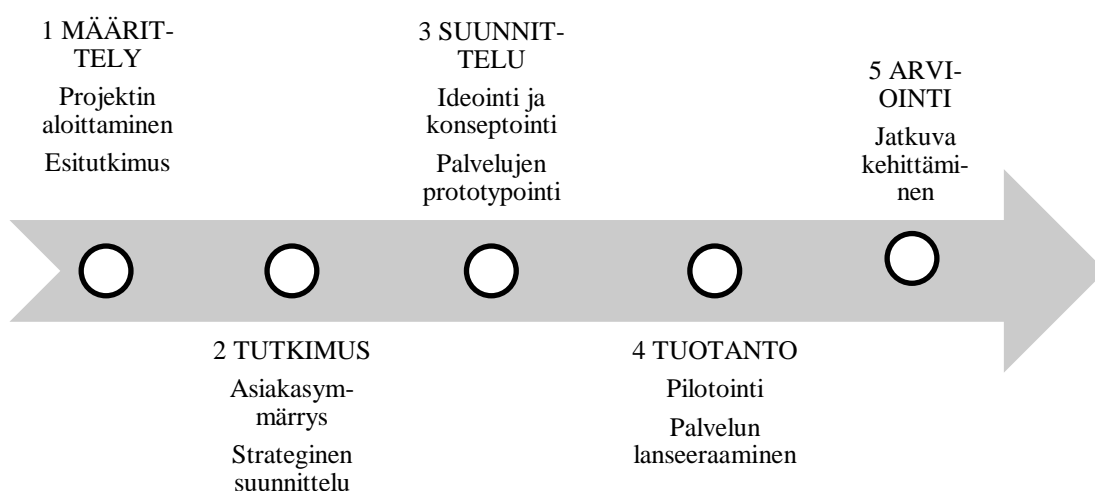 1 MÄÄRIT-
TELY
Projektin
aloittaminen
Esitutkimus
2 TUTKIMUS
Asiakasym-
märrys
Strateginen
suunnittelu
3 SUUNNIT-
TELU
Ideointi ja
konseptointi
Palvelujen
prototypointi
4 TUOTANTO
Pilotointi
Palvelun
lanseeraaminen
5 ARVI-
OINTI
Jatkuva
kehittämi-
nen